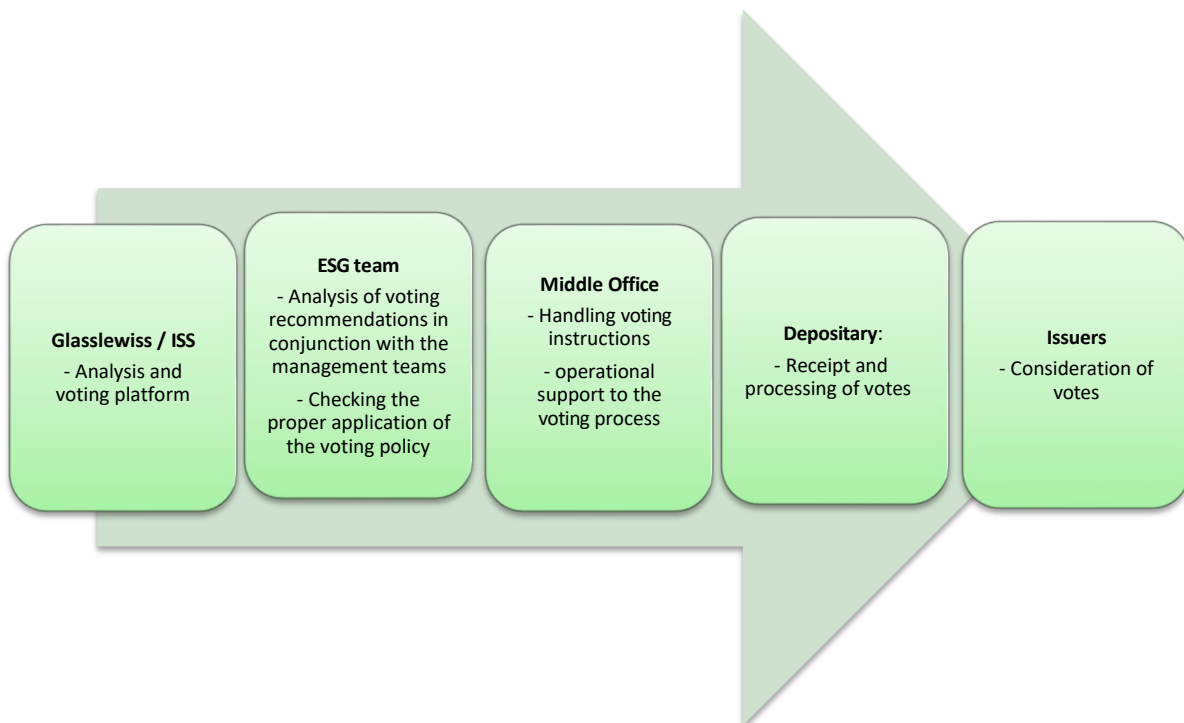 Glasslewiss / ISS
- Analysis and
voting platform
ESG team
- Analysis of voting
recommendations in
conjunction with the
management teams
- Checking the
proper application of
the voting policy
Middle Office
- Handling voting
instructions
- operational
support to the
voting process
Depositary:
- Receipt and
processing of votes
Issuers
- Consideration of
votes